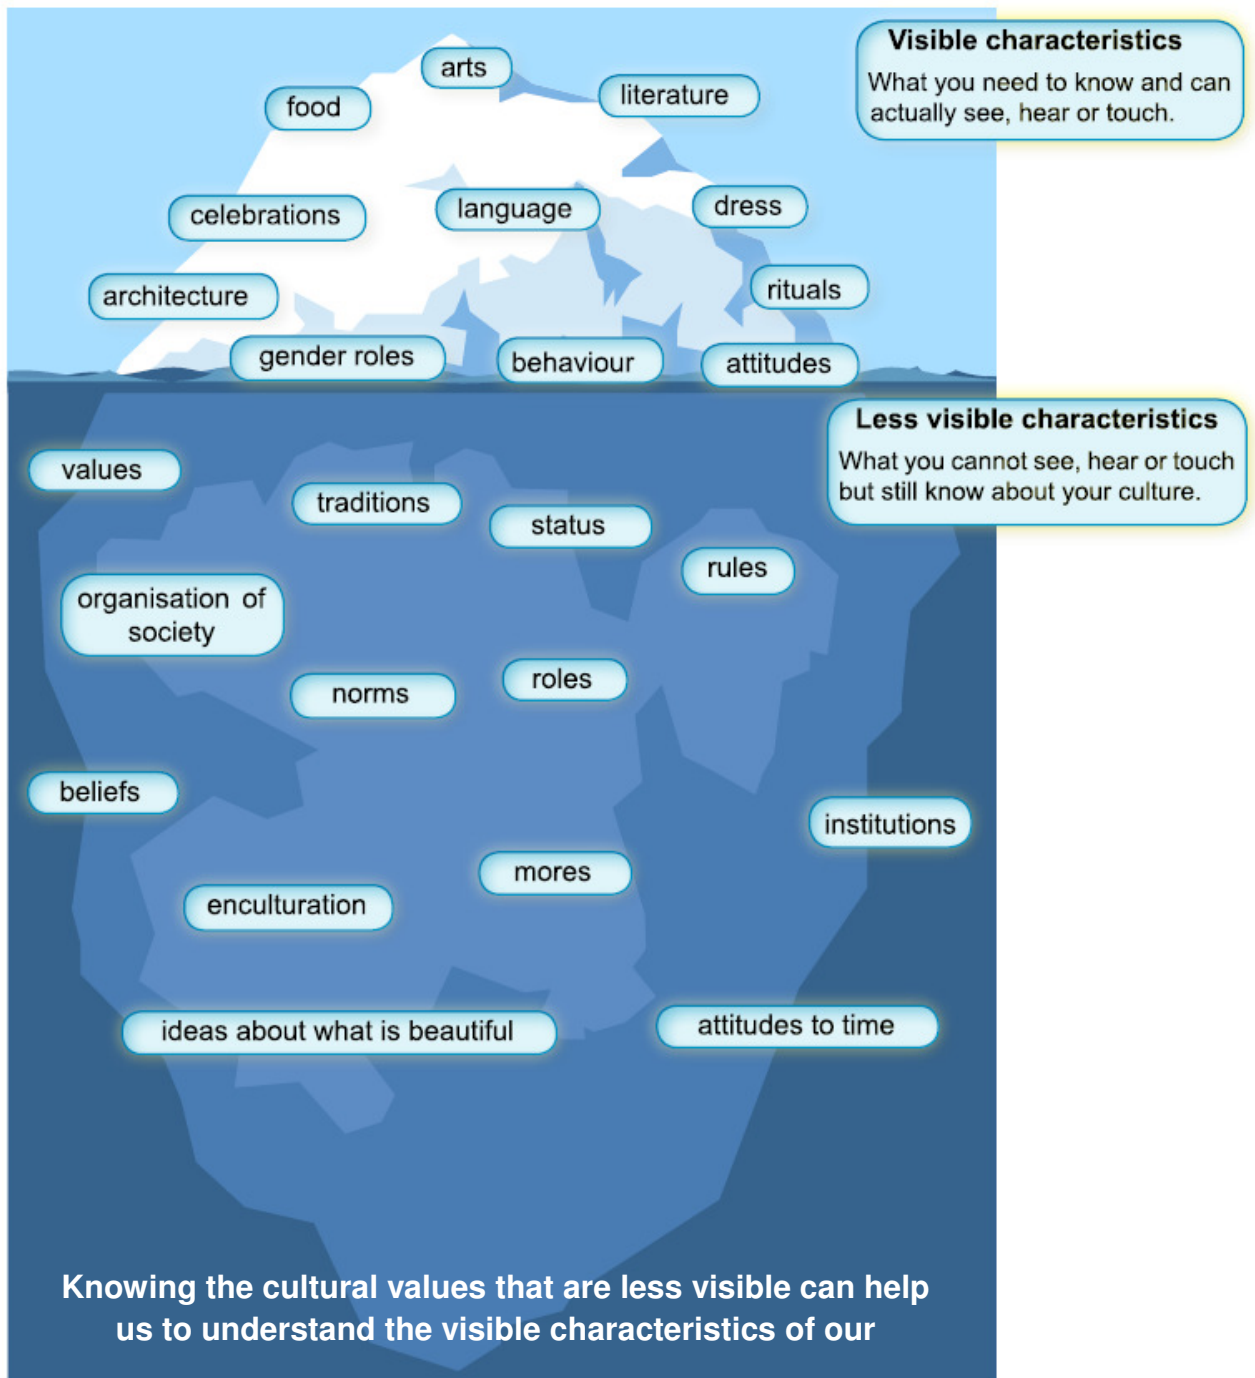 arts
Visible characteristics
What you need to know and can
actually see, hear or touch.
food
literature
celebrations
language
dress
architecture
rituals
gender roles
behaviour
attitudes
Less visible characteristics
What you cannot see, hear or touch
but still know about your culture.
values
traditions
status
rules
organisation of
society
norms
roles
beliefs
institutions
mores
enculturation
ideas about what is beautiful
attitudes to time
Knowing the cultural values that are less visible can help
us to understand the visible characteristics of our